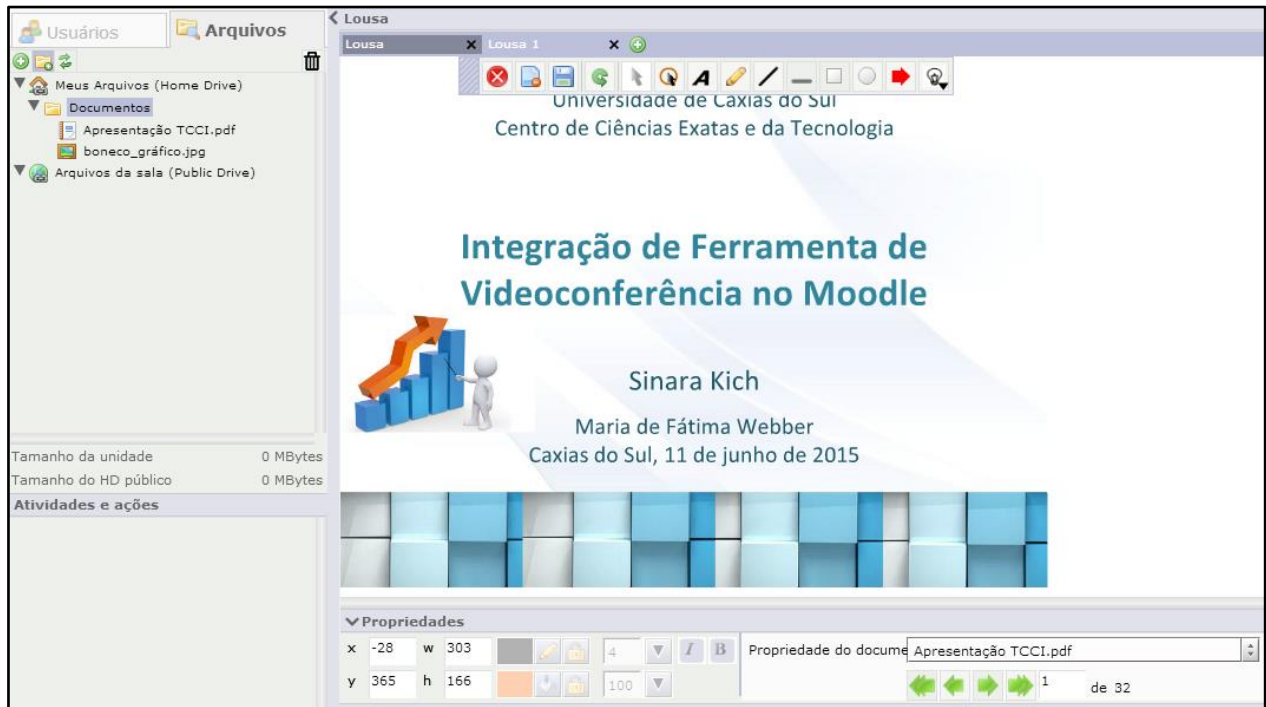 Usuários
Arquivos
Meus Arquivos (Home Drive)
Documentos
Apresentação TCCI.pdf
boneco_gráfico.jpg
Arquivos da sala (Public Drive)
Tamanho da unidade 0 MBytes
Tamanho do HD público 0 MBytes
Atividades e ações
Lousa
Lousa Lousa 1
A
Universidade de Caxias do Sul
Centro de Ciências Exatas e da Tecnologia
Integração de Ferramenta de
Videoconferência no Moodle
Sinara Kich
Maria de Fátima Webber
Caxias do Sul, 11 de junho de 2015
Propriedades
x -28 w 303 4 I B Propriedade do docume Apresentação TCCI.pdf
y 365 h 166 100 1 de 32